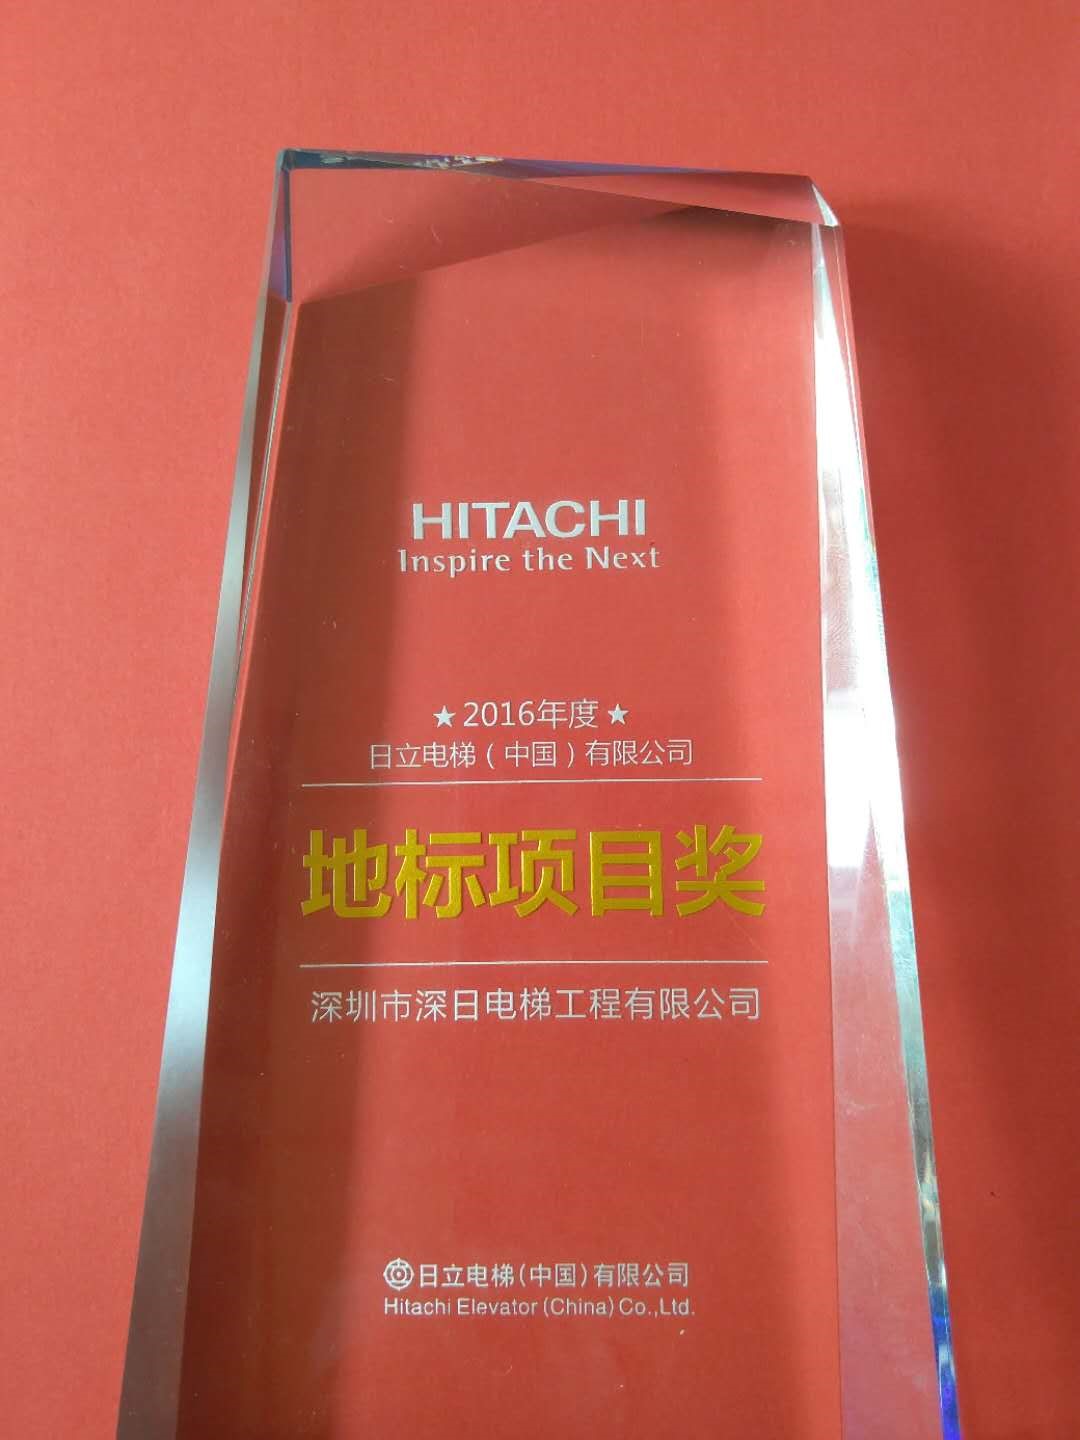 HITACHI
Inspire the Next
★2016年度★
日立电梯（中国）有限公司
地标项目奖
深圳市深日电梯工程有限公司
日立电梯(中国)有限公司
Hitachi Elevator (China) Co.,Ltd.